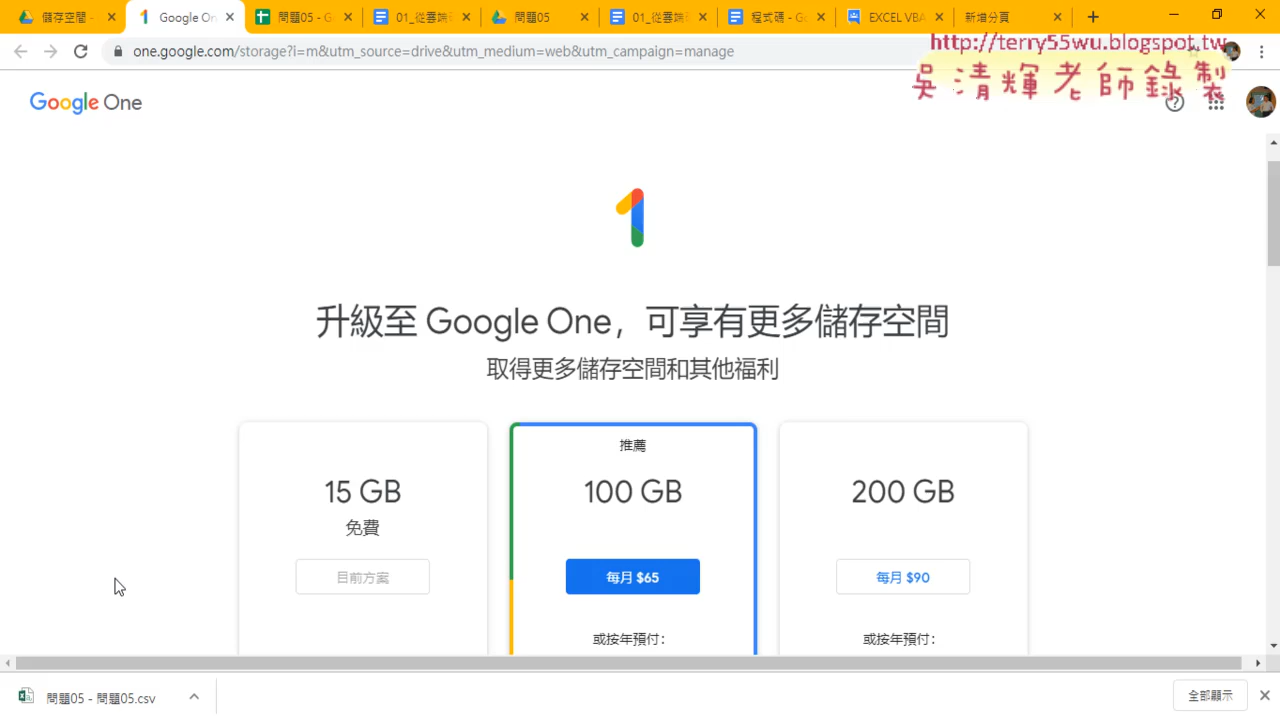 儲存空間 -
Google On
問題05 - G
01_從雲端
問題05
01_從雲端
程式碼 - Go
EXCEL VBA
新增分頁
one.google.com/storage?i=m&utm_source=drive&utm_medium=web&utm_campaign=manage
http://terry55wu.blogspot.tw
吳清輝老師錄製
Google One
升級至 Google One，可享有更多儲存空間
取得更多儲存空間和其他福利
15 GB
免費
目前方案
推薦
100 GB
每月 $65
或按年預付：
200 GB
每月 $90
或按年預付：
問題05 - 問題05.csv
全部顯示